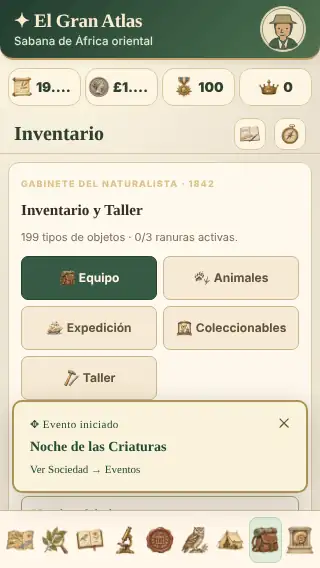 ✦ El Gran Atlas
Sabana de África oriental
19.... £1.... 100 0
Inventario
GABINETE DEL NATURALISTA · 1842
Inventario y Taller
199 tipos de objetos · 0/3 ranuras activas.
Equipo Animales
Expedición Coleccionables
Taller
✥ Evento iniciado ×
Noche de las Criaturas
Ver Sociedad → Eventos